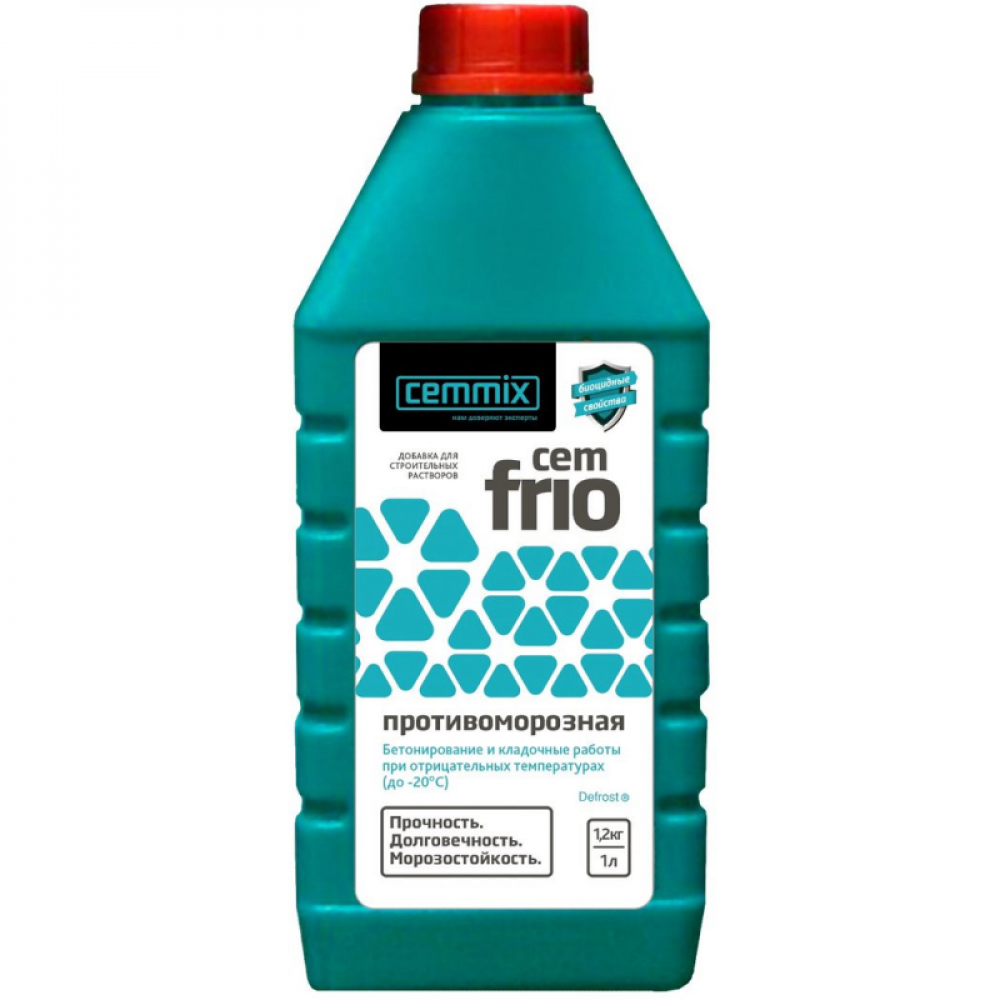 cemmix
нам доверяют эксперты
биоцидные
свойства
ДОБАВКА ДЛЯ
СТРОИТЕЛЬНЫХ
РАСТВОРОВ
cem
frio
противоморозная
Бетонирование и кладочные работы
при отрицательных температурах
(до -20°С)
Defrost ®
Прочность.
Долговечность.
Морозостойкость.
1,2кг
1л